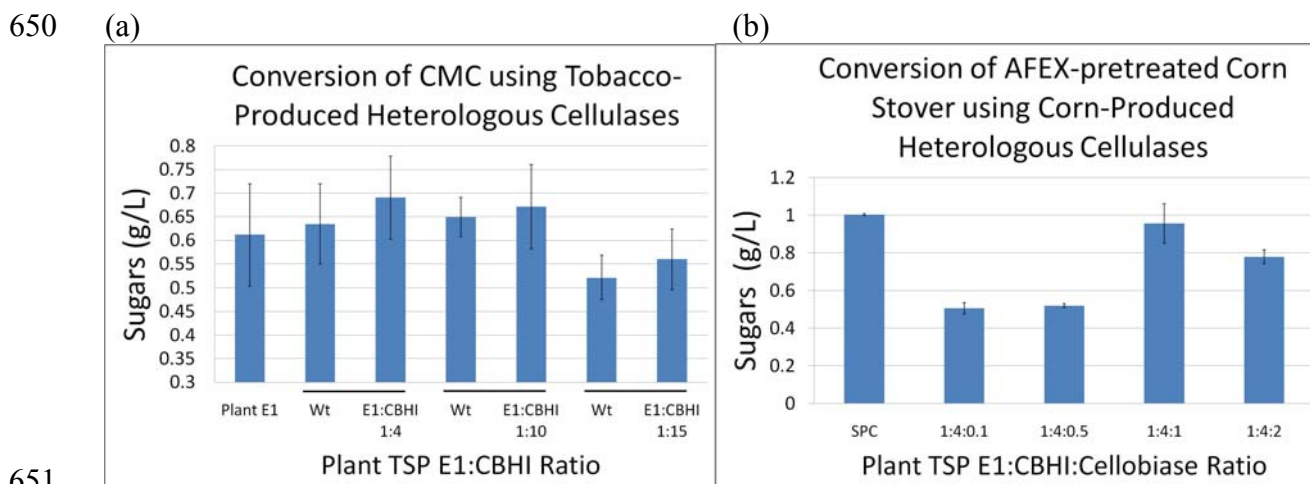 650 (a) (b)
Conversion of CMC using Tobacco-
Produced Heterologous Cellulases
0.8
0.75
0.7
0.65
0.6
0.55
0.5
0.45
0.4
0.35
0.3
Sugars (g/L)
Plant E1 Wt E1:CBHI Wt E1:CBHI Wt E1:CBHI
1:4 1:10 1:15
Plant TSP E1:CBHI Ratio
Conversion of AFEX-pretreated Corn
Stover using Corn-Produced
Heterologous Cellulases
1.2
1
0.8
0.6
0.4
0.2
0
Sugars (g/L)
SPC 1:4:0.1 1:4:0.5 1:4:1 1:4:2
Plant TSP E1:CBHI:Cellobiase Ratio
651